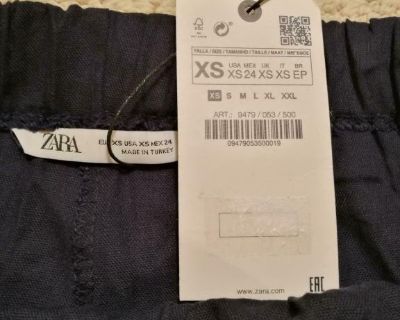 FSC
TALLA / SIZE / TAMANHO / TAILLE / MAAT / МӨЛШЕРІ
XS
USA MEX UK IT BR
XS 24 XS XS EP
XS S M L XL XXL
ART.: 9479 / 053 / 500
09479053500019
ZARA
EUR XS USA XS MEX 24
MADE IN TURKEY
www.zara.com
EAC